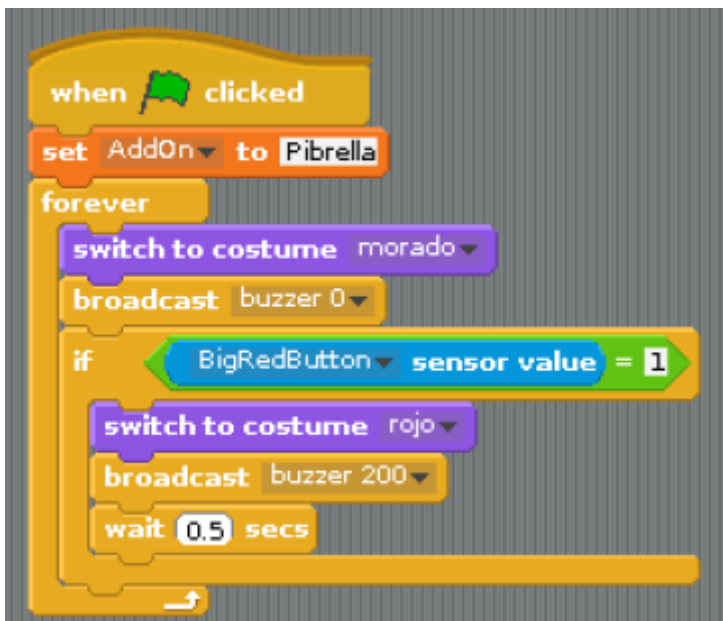 when clicked
set AddOn to Pibrella
forever
switch to costume morado
broadcast buzzer 0
if BigRedButton sensor value = 1
switch to costume rojo
broadcast buzzer 200
wait 0.5 secs